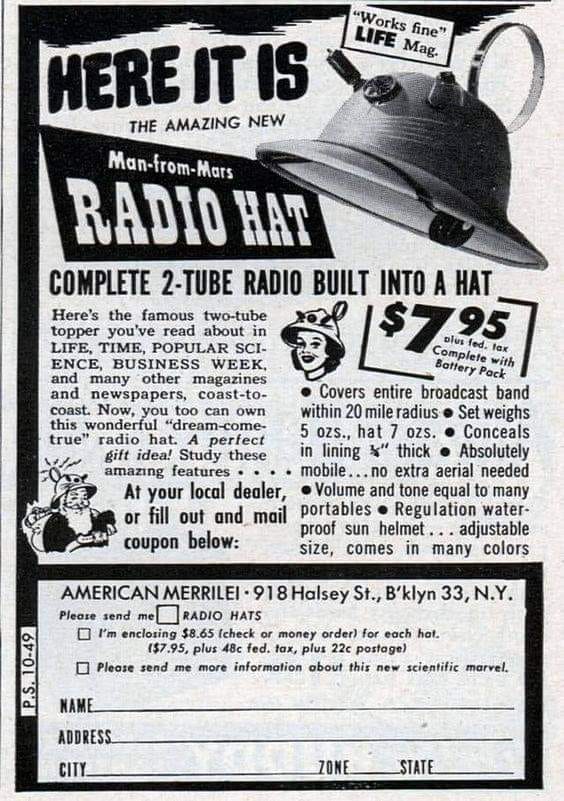 "Works fine"
LIFE Mag.
HERE IT IS
THE AMAZING NEW
Man-from-Mars
RADIO HAT
COMPLETE 2-TUBE RADIO BUILT INTO A HAT
Here's the famous two-tube
topper you've read about in
LIFE, TIME, POPULAR SCI-
ENCE, BUSINESS WEEK,
and many other magazines
and newspapers, coast-to-
coast. Now, you too can own
this wonderful "dream-come-
true" radio hat. A perfect
gift idea! Study these
amazing features • • • •
At your local dealer,
or fill out and mail
coupon below:
$7.95
plus fed. tax
Complete with
Battery Pack
• Covers entire broadcast band
within 20 mile radius • Set weighs
5 ozs., hat 7 ozs. • Conceals
in lining ¾" thick • Absolutely
mobile...no extra aerial needed
• Volume and tone equal to many
portables • Regulation water-
proof sun helmet... adjustable
size, comes in many colors
AMERICAN MERRILEI • 918 Halsey St., B'klyn 33, N.Y.
Please send me RADIO HATS
I'm enclosing $8.65 (check or money order) for each hat.
($7.95, plus 48c fed. tax, plus 22c postage)
Please send me more information about this new scientific marvel.
P.S. 10-49
NAME
ADDRESS
CITY ZONE STATE